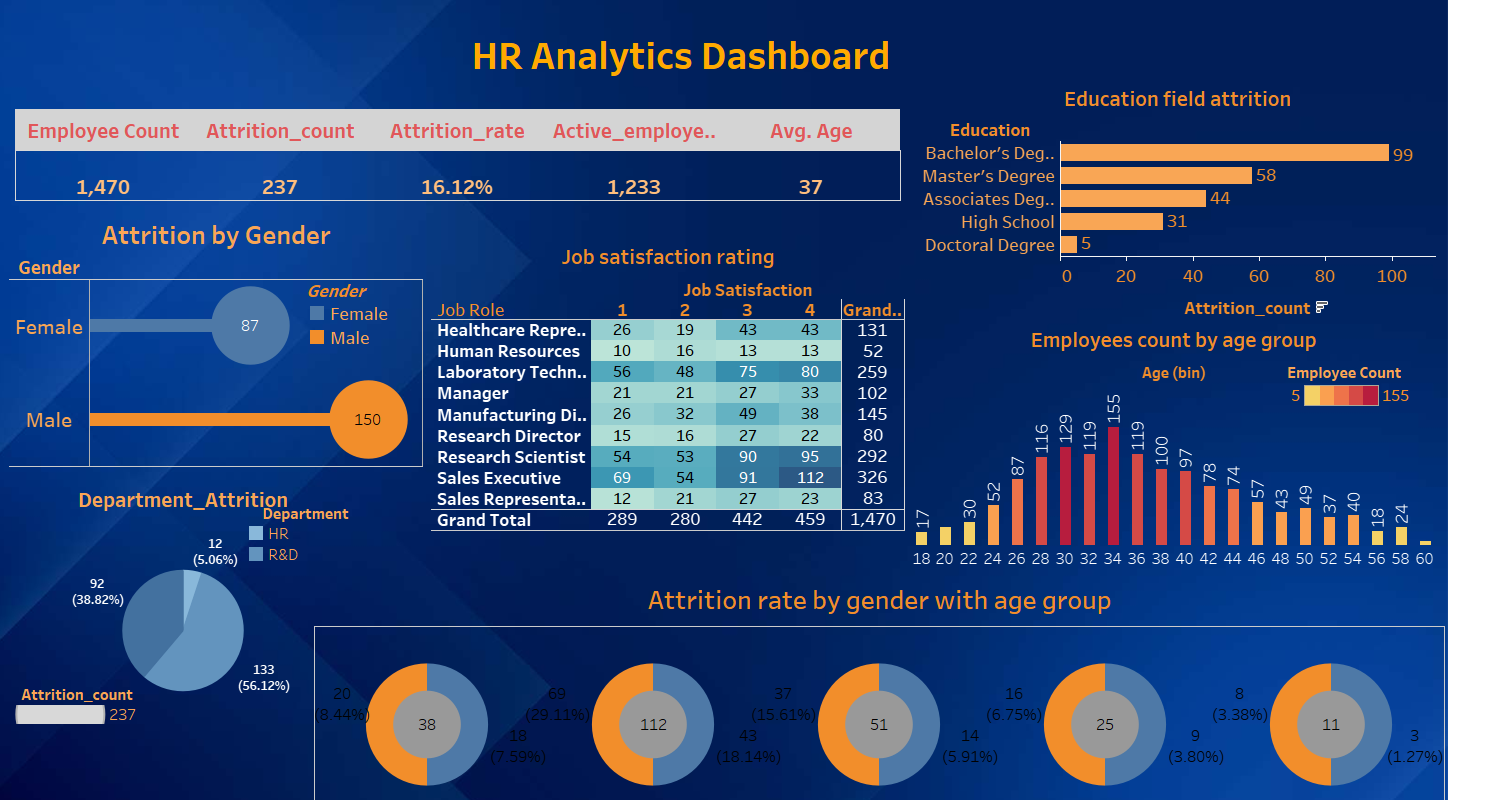 HR Analytics Dashboard
Employee Count Attrition_count Attrition_rate Active_employe.. Avg. Age
1,470 237 16.12% 1,233 37
Education field attrition
Education
Bachelor's Deg.. 99
Master's Degree 58
Associates Deg.. 44
High School 31
Doctoral Degree 5
0 20 40 60 80 100
Attrition_count
Attrition by Gender
Gender
Gender
Female
Male
Female 87
Male 150
Job satisfaction rating
Job Satisfaction
Job Role 1 2 3 4 Grand..
Healthcare Repre.. 26 19 43 43 131
Human Resources 10 16 13 13 52
Laboratory Techn.. 56 48 75 80 259
Manager 21 21 27 33 102
Manufacturing Di.. 26 32 49 38 145
Research Director 15 16 27 22 80
Research Scientist 54 53 90 95 292
Sales Executive 69 54 91 112 326
Sales Representa.. 12 21 27 23 83
Grand Total 289 280 442 459 1,470
Employees count by age group
Age (bin)
Employee Count
5 155
17 30 52 87 116 129 119 155 119 100 97 78 74 57 43 49 37 40 18 24
18 20 22 24 26 28 30 32 34 36 38 40 42 44 46 48 50 52 54 56 58 60
Department_Attrition
Department
HR
R&D
12
(5.06%)
92
(38.82%)
133
(56.12%)
Attrition_count
237
Attrition rate by gender with age group
20
(8.44%)
38
18
(7.59%)
69
(29.11%)
112
43
(18.14%)
37
(15.61%)
51
14
(5.91%)
16
(6.75%)
25
9
(3.80%)
8
(3.38%)
11
3
(1.27%)